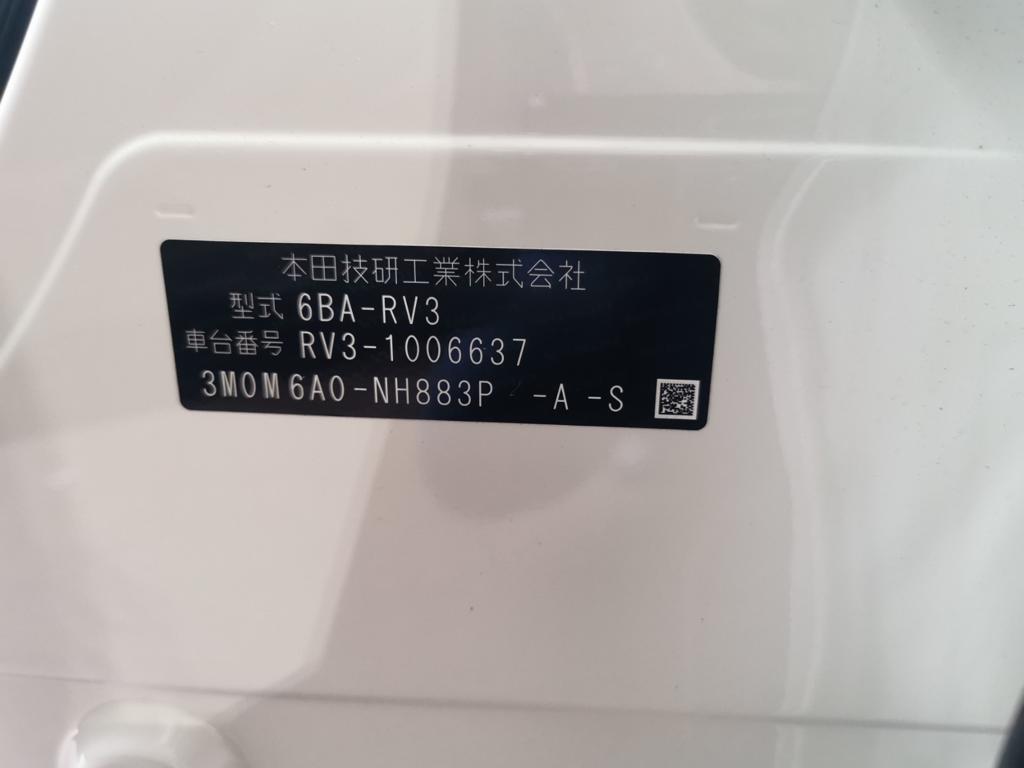 本田技研工業株式会社
型式 6BA-RV3
車台番号 RV3-1006637
3M0M6A0-NH883P -A -S